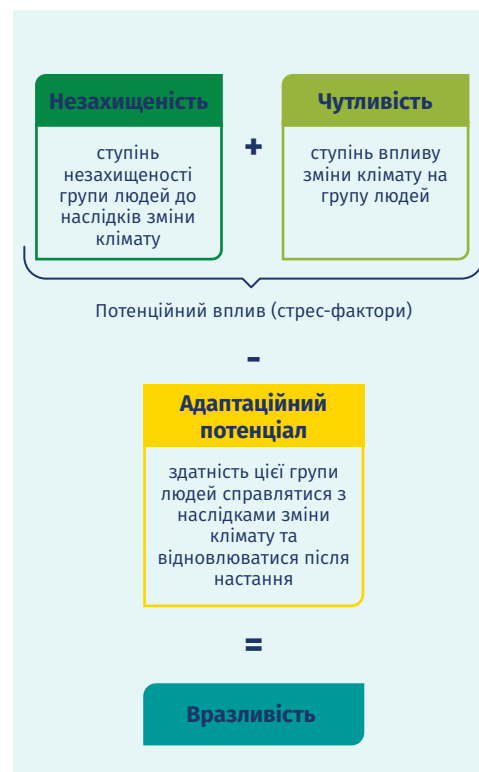 Незахищеність
ступінь
незахищеості
групи людей до
наслідків зміни
клімату
+
Чутливість
ступінь впливу
зміни клімату на
групу людей
Потенційний вплив (стрес-фактори)
-
Адаптаційний
потенціал
здатність цієї групи
людей справлятися з
наслідками зміни
клімату та
відновлюватися після
настання
=
Вразливість